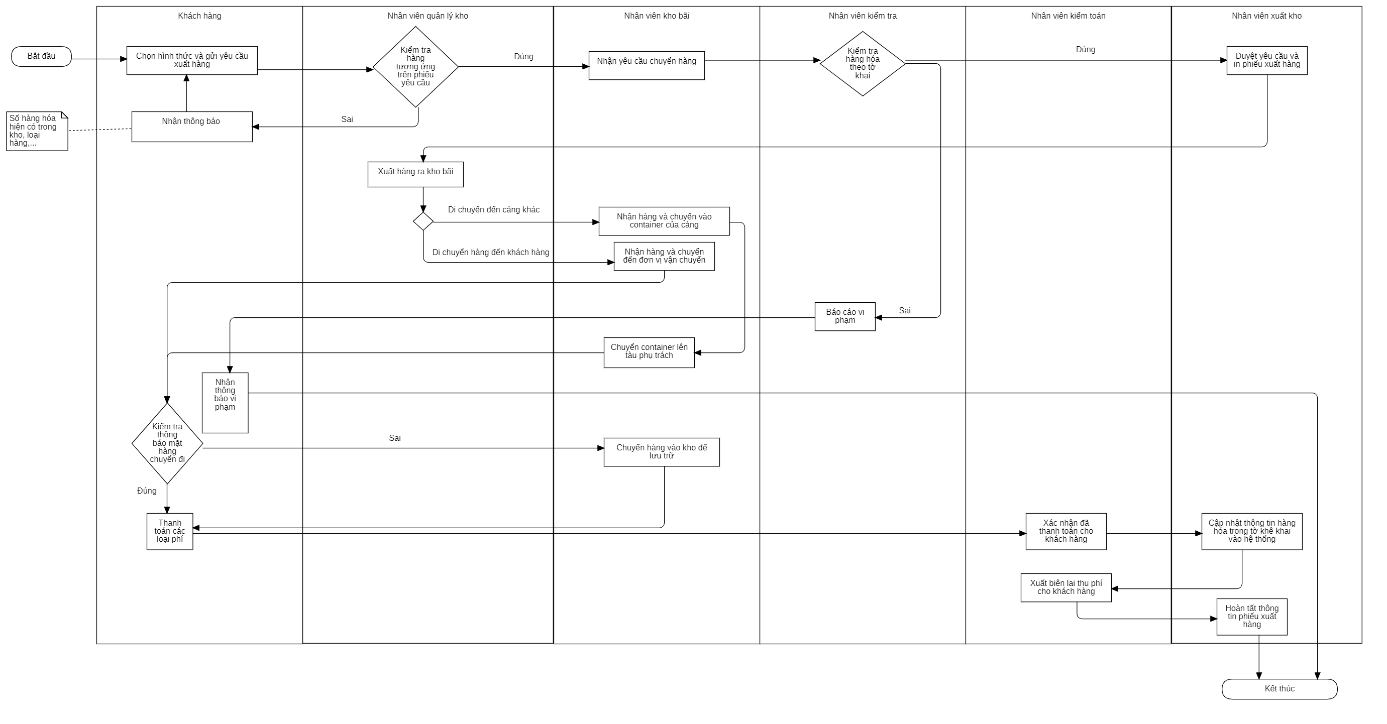 Khách hàng
Nhân viên quản lý kho
Nhân viên kho bãi
Nhân viên kiểm tra
Nhân viên kiểm toán
Nhân viên xuất kho
Bắt đầu
Chọn hình thức và gửi yêu cầu
xuất hàng
Kiểm tra
hàng
tương ứng
trên phiếu
yêu cầu
Đúng
Nhận yêu cầu chuyển hàng
Kiểm tra
hàng hóa
theo tờ
khai
Đúng
Duyệt yêu cầu và
in phiếu xuất hàng
Số hàng hóa
hiện có trong
kho, loại
hàng,...
Nhận thông báo
Sai
Xuất hàng ra kho bãi
Di chuyển đến cảng khác
Nhận hàng và chuyển vào
container của cảng
Di chuyển hàng đến khách hàng
Nhận hàng và chuyển
đến đơn vị vận chuyển
Báo cáo vi
phạm
Sai
Chuyển container lên
tàu phụ trách
Nhận
thông
báo vi
phạm
Kiểm tra
thông
báo mặt
hàng
chuyển đi
Sai
Chuyển hàng vào kho để
lưu trữ
Đúng
Thanh
toán các
loại phí
Xác nhận đã
thanh toán cho
khách hàng
Cập nhật thông tin hàng
hóa trong tờ khê khai
vào hệ thống
Xuất biên lai thu phí
cho khách hàng
Hoàn tất thông
tin phiếu xuất
hàng
Kết thúc